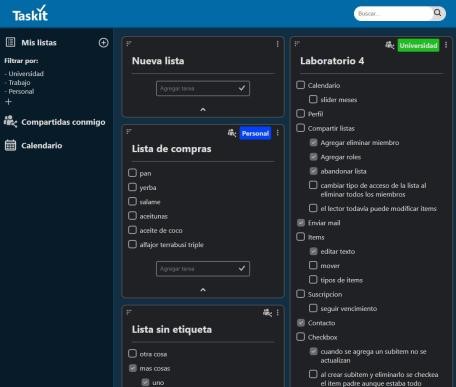 Taskit
Buscar...
Mis listas
Filtrar por:
- Universidad
- Trabajo
- Personal
+
Compartidas conmigo
Calendario
Nueva lista
Agregar tarea
Personal
Lista de compras
pan
yerba
salame
aceitunas
aceite de coco
alfajor terrabusi triple
Agregar tarea
Lista sin etiqueta
otra cosa
mas cosas
uno
Universidad
Laboratorio 4
Calendario
slider meses
Perfil
Compartir listas
Agregar eliminar miembro
Agregar roles
abandonar lista
cambiar tipo de acceso de la lista al
eliminar todos los miembros
el lector todavía puede modificar items
Enviar mail
Items
editar texto
mover
tipos de items
Suscripcion
seguir vencimiento
Contacto
Checkbox
cuando se agrega un subitem no se
actualizan
al crear subitem y eliminarlo se checkea
el item padre aunque estaba todo